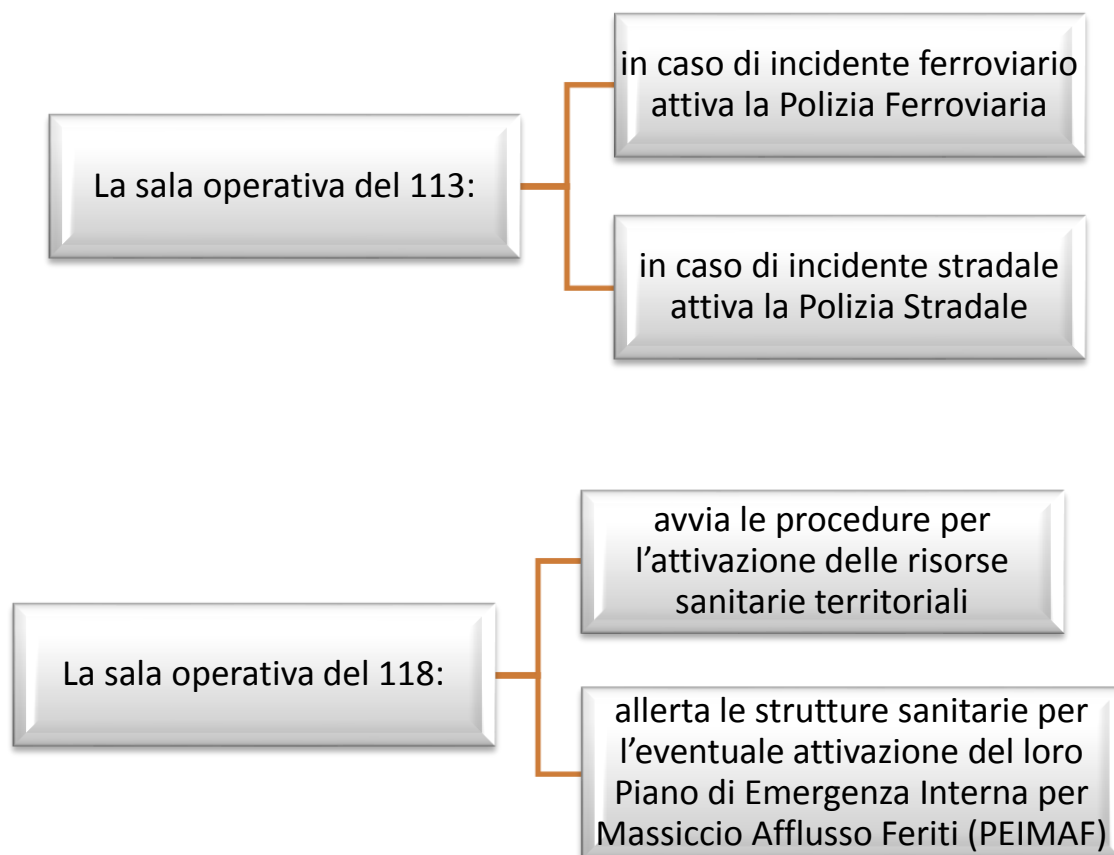 La sala operativa del 113:
in caso di incidente ferroviario
attiva la Polizia Ferroviaria
in caso di incidente stradale
attiva la Polizia Stradale
La sala operativa del 118:
avvia le procedure per
l’attivazione delle risorse
sanitarie territoriali
allerta le strutture sanitarie per
l’eventuale attivazione del loro
Piano di Emergenza Interna per
Massiccio Afflusso Feriti (PEIMAF)